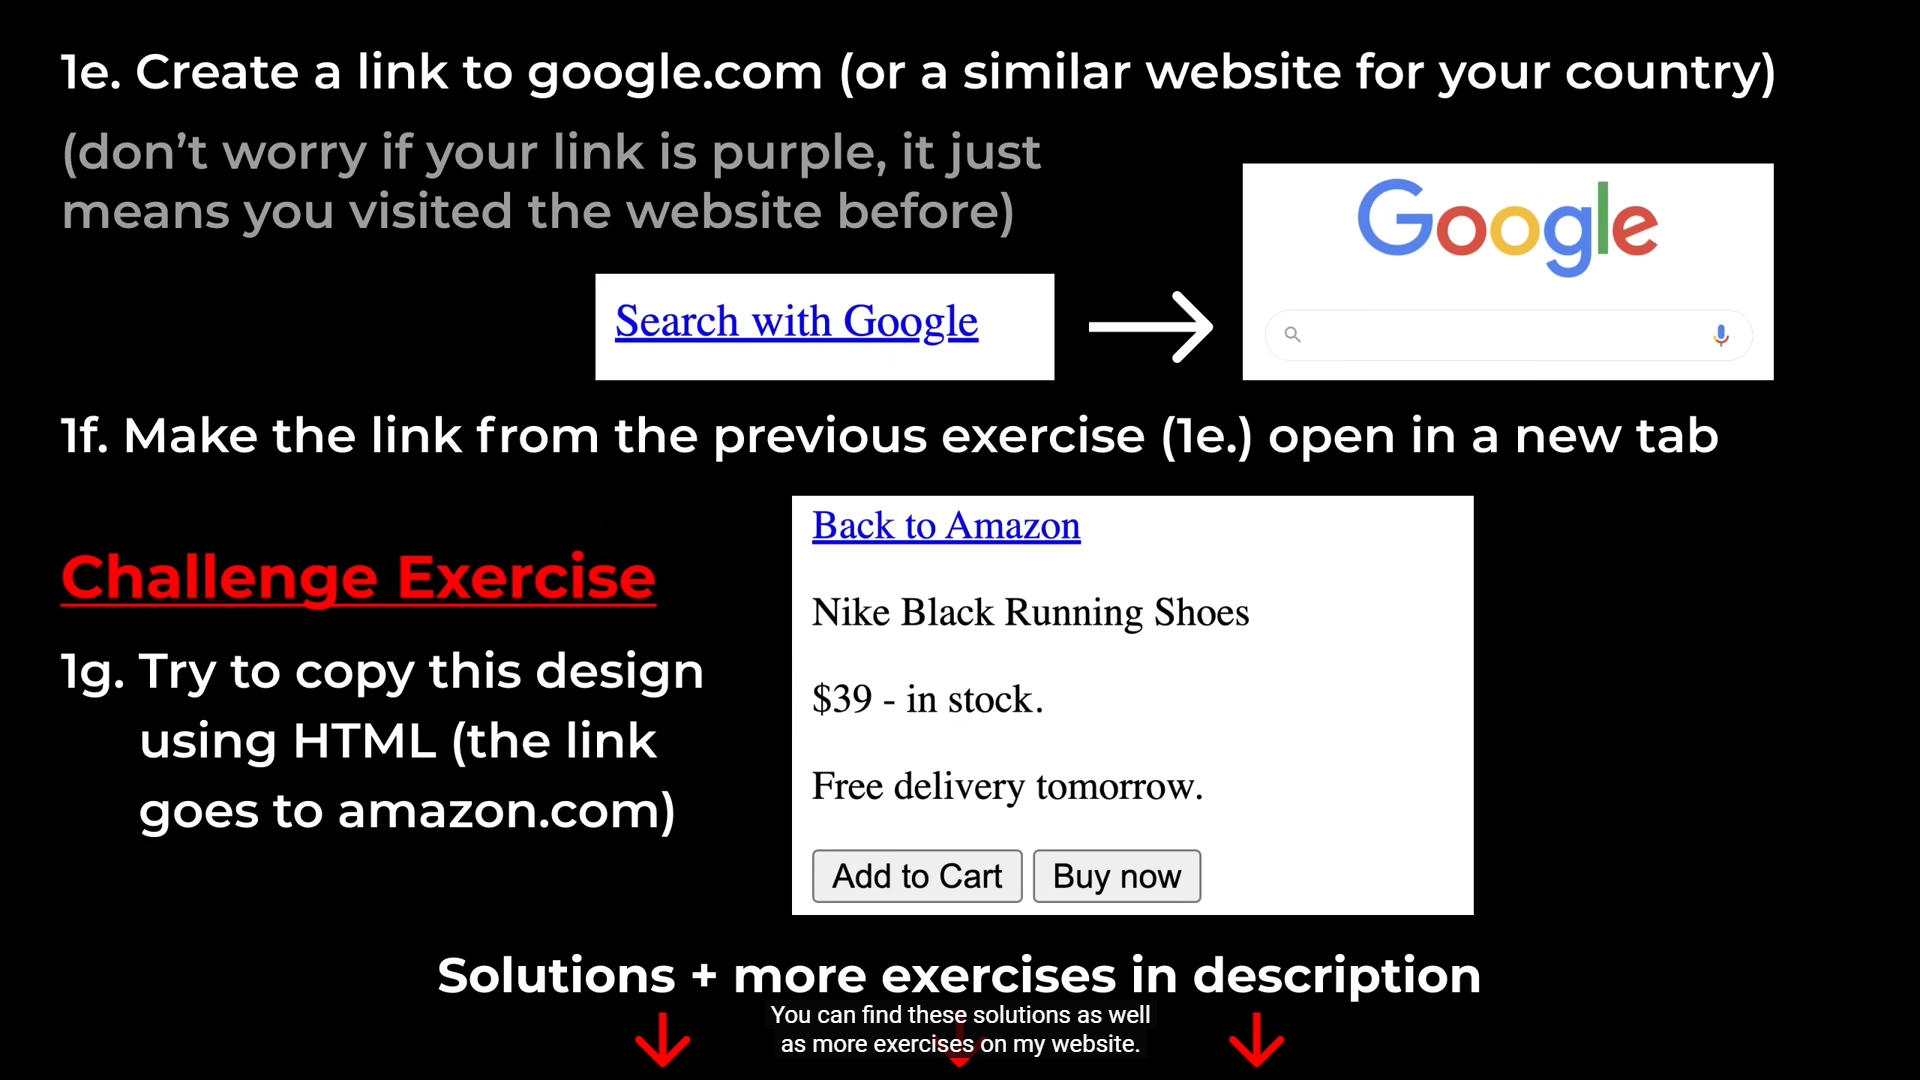 1e. Create a link to google.com (or a similar website for your country)
(don't worry if your link is purple, it just
means you visited the website before)
Google
Search with Google
1f. Make the link from the previous exercise (1e.) open in a new tab
Back to Amazon
Challenge Exercise
Nike Black Running Shoes
1g. Try to copy this design
using HTML (the link
goes to amazon.com)
$39 - in stock.
Free delivery tomorrow.
Add to Cart
Buy now
Solutions + more exercises in description
You can find these solutions as well
as more exercises on my website.